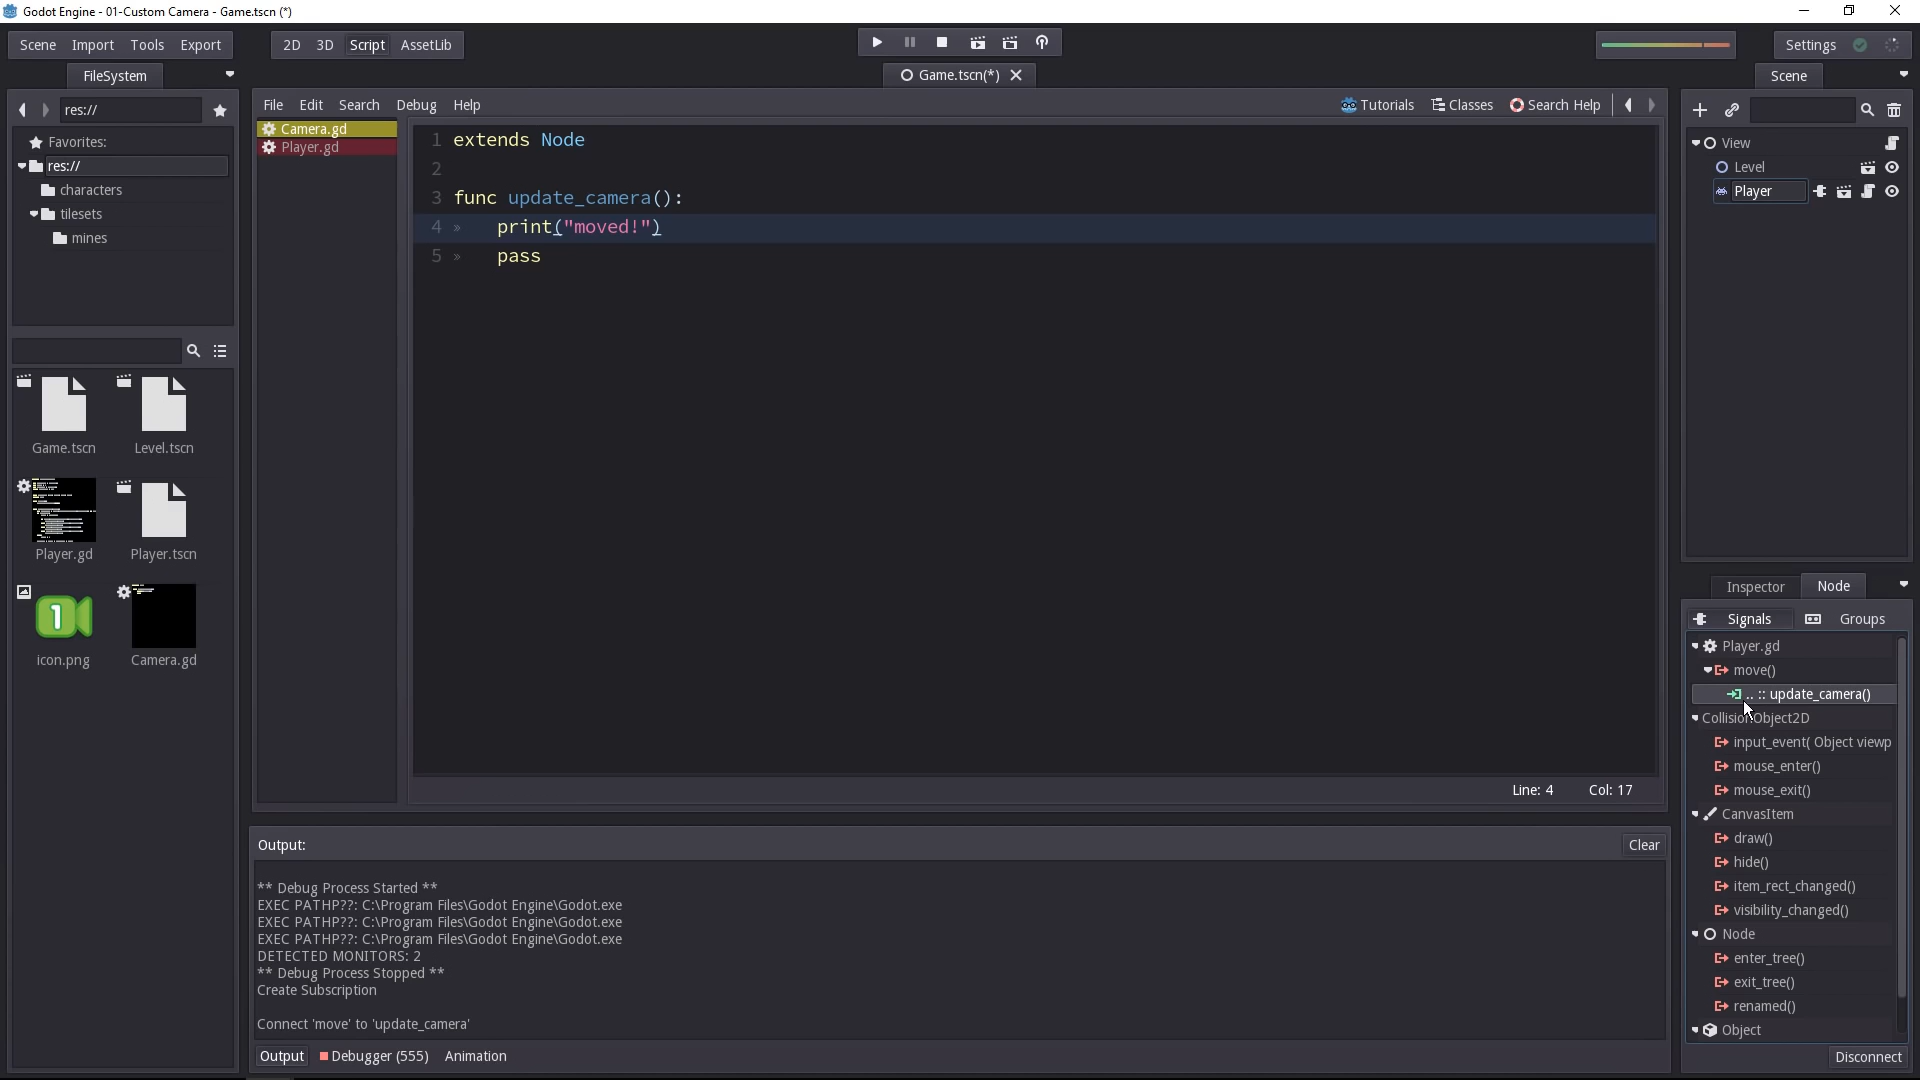 Godot Engine - 01-Custom Camera - Game.tscn (*)
Scene Import Tools Export
2D 3D Script AssetLib
Settings
FileSystem
Game.tscn(*)
Scene
res://
Favorites:
res://
characters
tilesets
mines
Game.tscn
Level.tscn
Player.gd
Player.tscn
1
icon.png
Camera.gd
File Edit Search Debug Help
Tutorials Classes Search Help
Camera.gd
Player.gd
1 extends Node
2
3 func update_camera():
4 » print("moved!")
5 » pass
Line: 4 Col: 17
Output:
Clear
** Debug Process Started **
EXEC PATHP??: C:\Program Files\Godot Engine\Godot.exe
EXEC PATHP??: C:\Program Files\Godot Engine\Godot.exe
EXEC PATHP??: C:\Program Files\Godot Engine\Godot.exe
DETECTED MONITORS: 2
** Debug Process Stopped **
Create Subscription
Connect 'move' to 'update_camera'
Output Debugger (555) Animation
View
Level
Player
Inspector Node
Signals Groups
Player.gd
move()
.. :: update_camera()
CollisionObject2D
input_event( Object viewp
mouse_enter()
mouse_exit()
CanvasItem
draw()
hide()
item_rect_changed()
visibility_changed()
Node
enter_tree()
exit_tree()
renamed()
Object
Disconnect